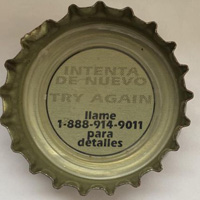 INTENTA
DE NUEVO
TRY AGAIN
llame
1-888-914-9011
para
detalles